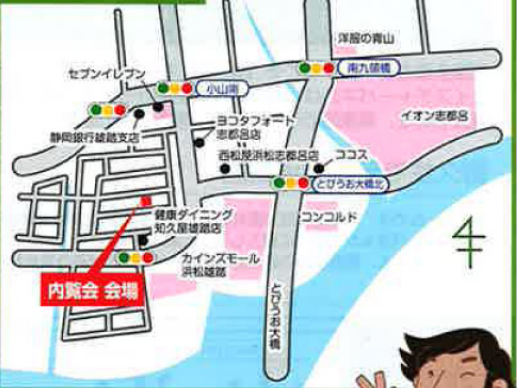 洋服の青山
セブンイレブン
小山南
南九領橋
イオン志都呂
静岡銀行雄踏支店
ヨコタフォート
志都呂店
西松屋浜松志都呂店
ココス
とびうお大橋北
健康ダイニング
知久屋雄踏店
コンコルド
カインズモール
浜松雄踏
内覧会 会場
とびうお大橋